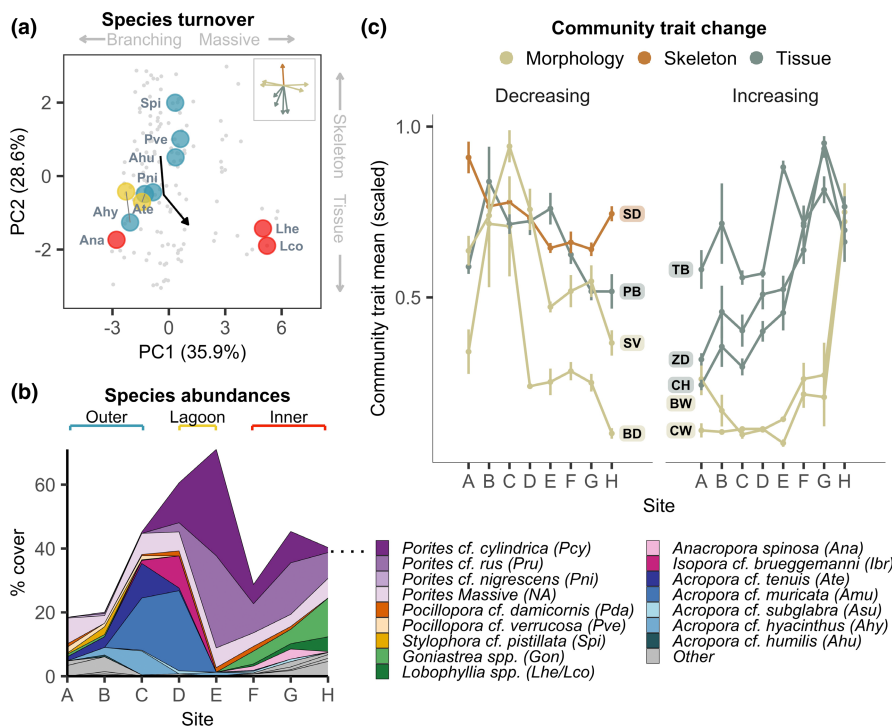 (a)
Species turnover
Branching Massive
Skeleton
Tissue
PC2 (28.6%)
2
0
-2
Spi
Pve
Ahu
Pni
Ahy
Ate
Ana
Lhe
Lco
-3 0 3 6
PC1 (35.9%)
(b)
Species abundances
Outer Lagoon Inner
% cover
60
40
20
0
A B C D E F G H
Site
(c)
Community trait change
Morphology Skeleton Tissue
Decreasing Increasing
Community trait mean (scaled)
1.0
0.5
SD
PB
SV
BD
TB
ZD
CH
BW
CW
A B C D E F G H A B C D E F G H
Site
Porites cf. cylindrica (Pcy)
Porites cf. rus (Pru)
Porites cf. nigrescens (Pni)
Porites Massive (NA)
Pocillopora cf. damicornis (Pda)
Pocillopora cf. verrucosa (Pve)
Stylophora cf. pistillata (Spi)
Goniastrea spp. (Gon)
Lobophyllia spp. (Lhe/Lco)
Anacropora spinosa (Ana)
Isopora cf. brueggemanni (Ibr)
Acropora cf. tenuis (Ate)
Acropora cf. muricata (Amu)
Acropora cf. subglabra (Asu)
Acropora cf. hyacinthus (Ahy)
Acropora cf. humilis (Ahu)
Other